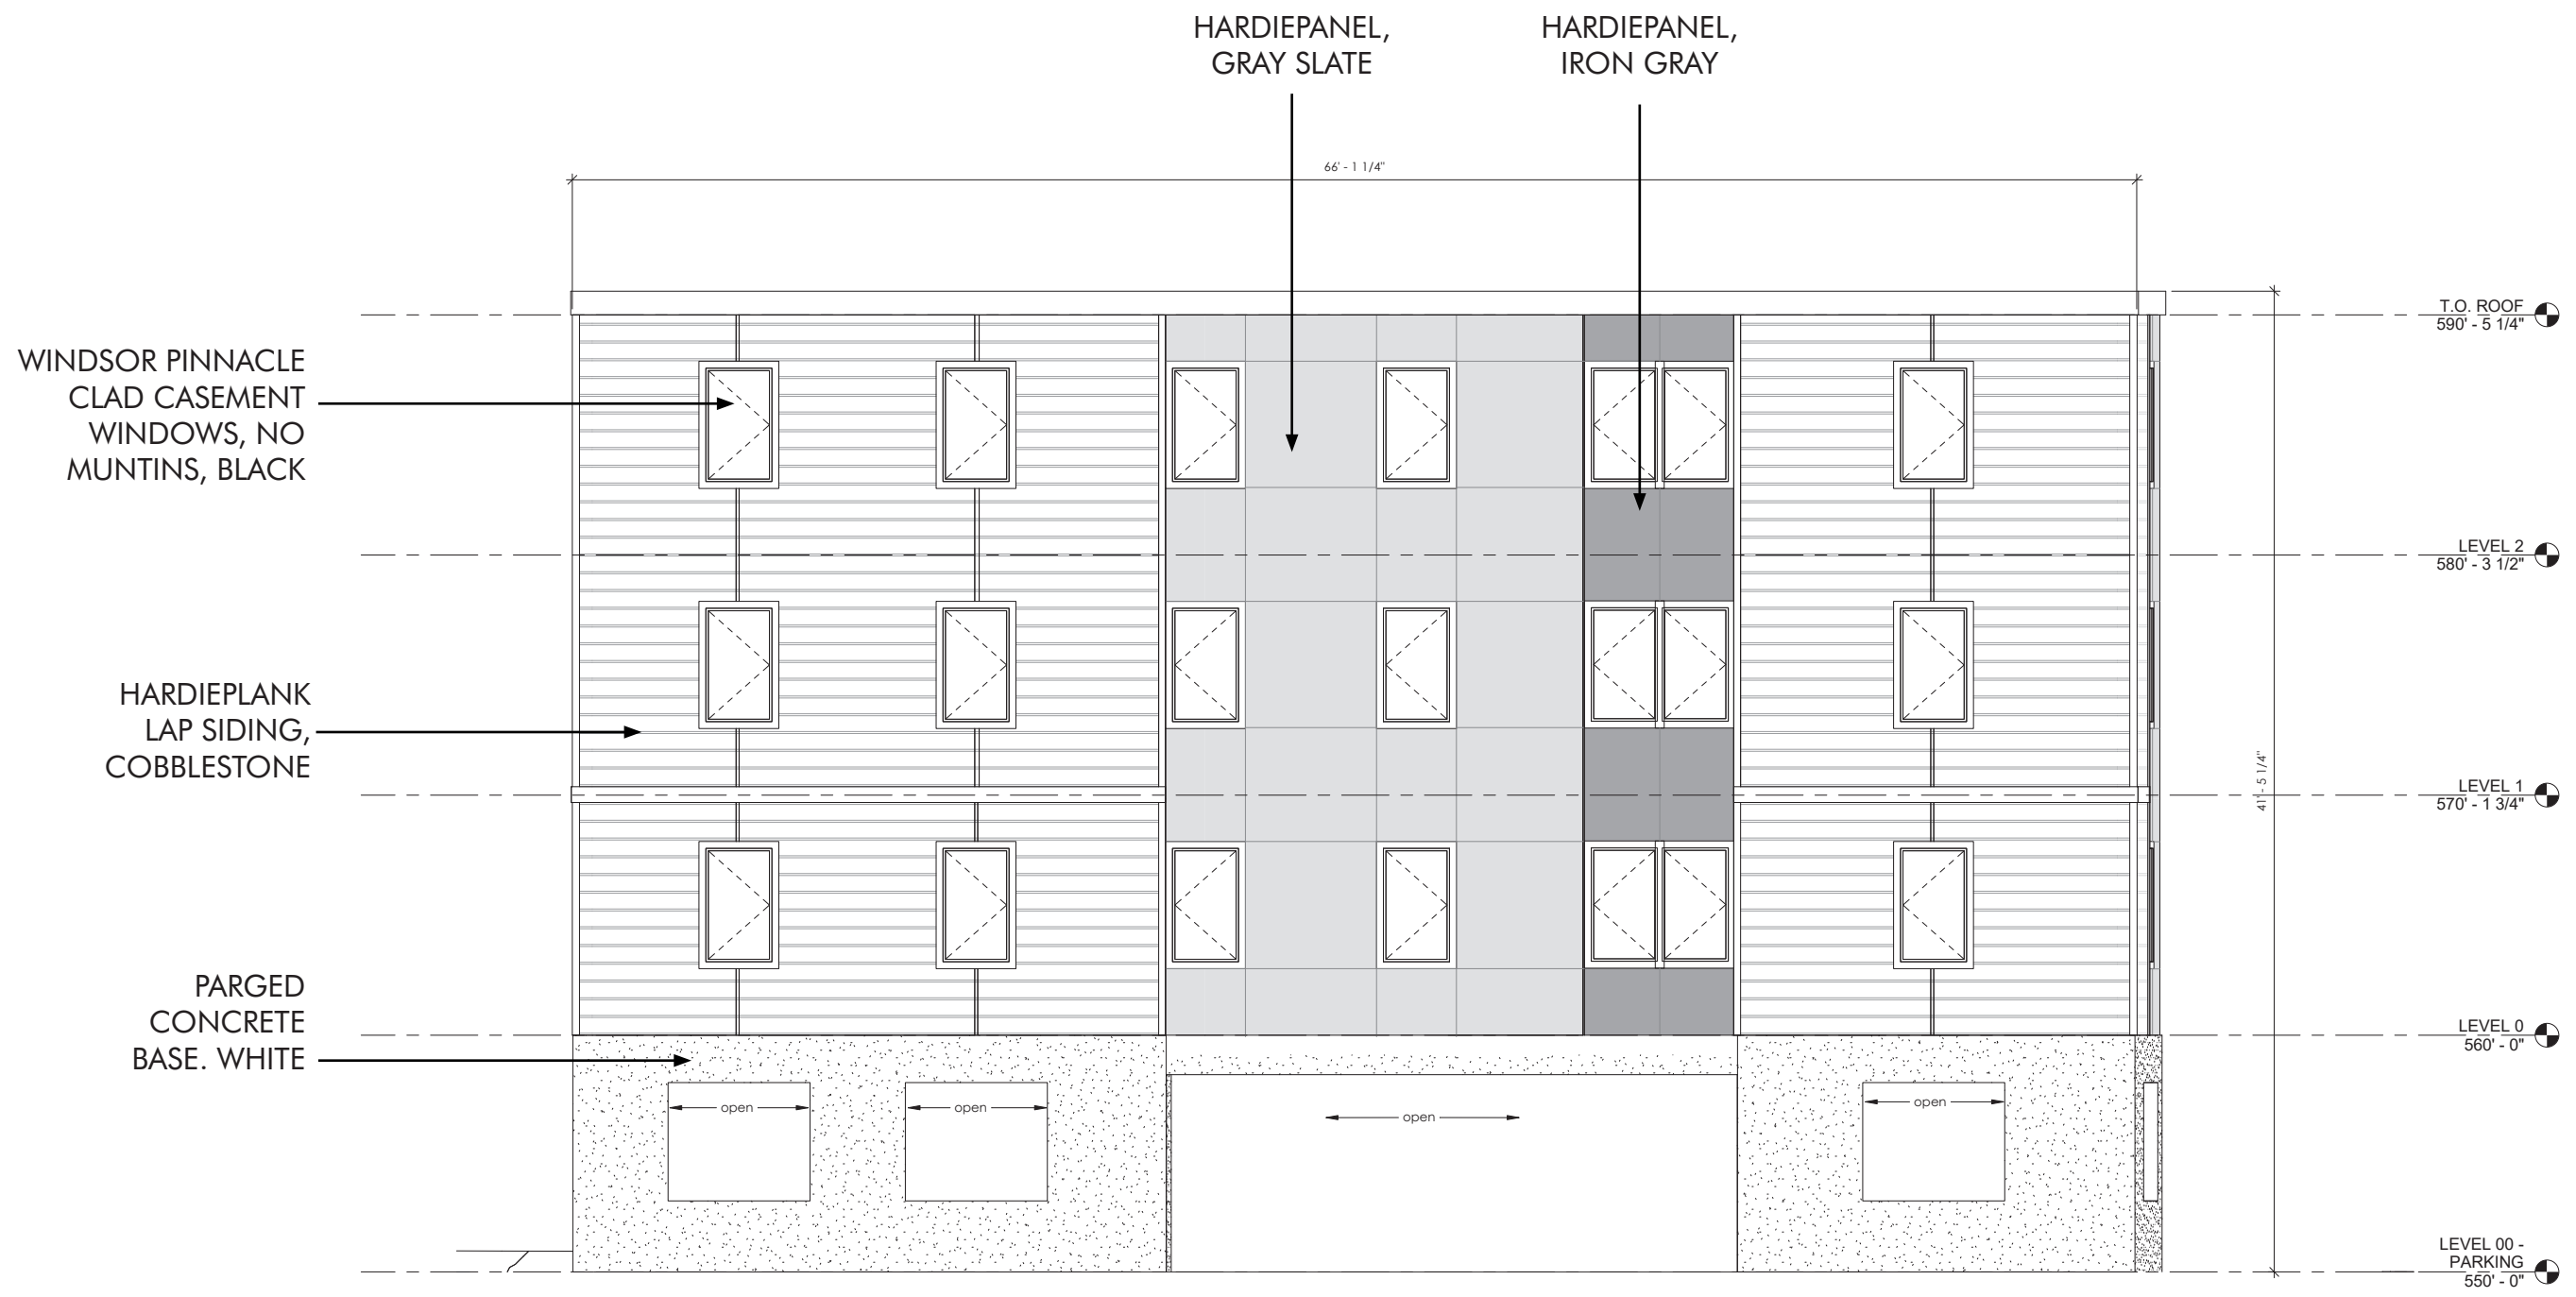 HARDIEPANEL,
GRAY SLATE
HARDIEPANEL,
IRON GRAY
66' - 1 1/4"
T.O. ROOF
590' - 5 1/4"
WINDSOR PINNACLE
CLAD CASEMENT
WINDOWS, NO
MUNTINS, BLACK
LEVEL 2
580' - 3 1/2"
HARDIEPLANK
LAP SIDING,
COBBLESTONE
41' - 5 1/4"
LEVEL 1
570' - 1 3/4"
PARGED
CONCRETE
BASE. WHITE
LEVEL 0
560' - 0"
open
open
open
open
LEVEL 00 -
PARKING
550' - 0"